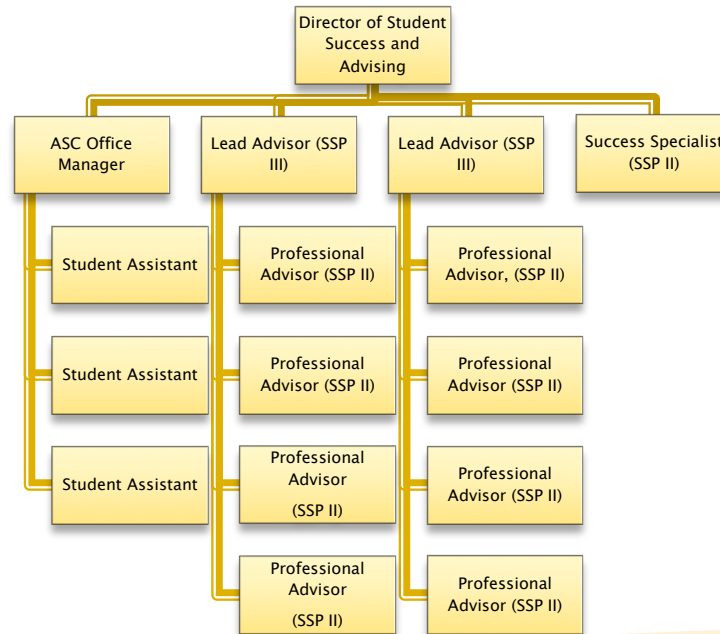 Director of Student
Success and
Advising
ASC Office
Manager
Lead Advisor (SSP
III)
Lead Advisor (SSP
III)
Success Specialist
(SSP II)
Student Assistant
Professional
Advisor (SSP II)
Professional
Advisor, (SSP II)
Student Assistant
Professional
Advisor (SSP II)
Professional
Advisor (SSP II)
Student Assistant
Professional
Advisor
(SSP II)
Professional
Advisor (SSP II)
Professional
Advisor
(SSP II)
Professional
Advisor (SSP II)